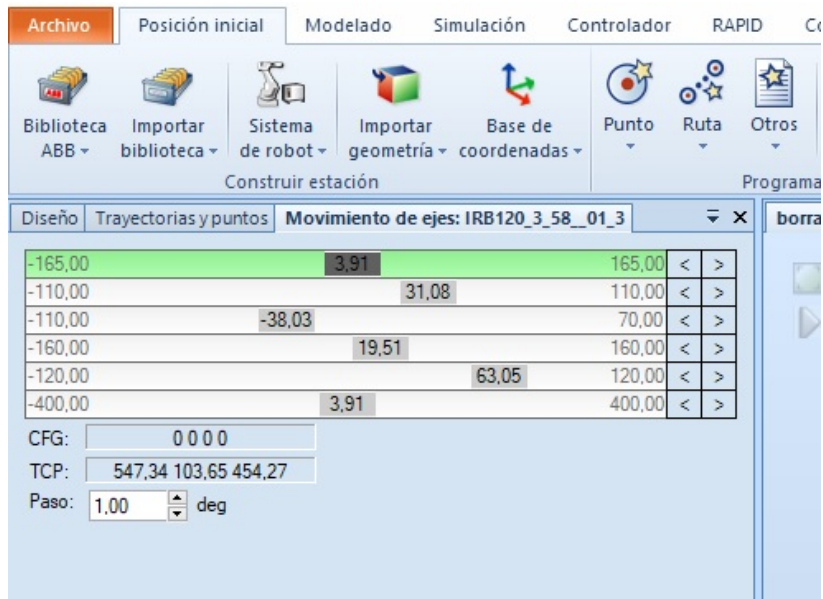 Archivo Posición inicial Modelado Simulación Controlador RAPID
Biblioteca ABB Importar biblioteca Sistema de robot Importar geometría Base de coordenadas Punto Ruta Otros
Construir estación
Diseño Trayectorias y puntos Movimiento de ejes: IRB120_3_58__01_3
-165,00 3,91 165,00 < >
-110,00 31,08 110,00 < >
-110,00 -38,03 70,00 < >
-160,00 19,51 160,00 < >
-120,00 63,05 120,00 < >
-400,00 3,91 400,00 < >
CFG: 0 0 0 0
TCP: 547,34 103,65 454,27
Paso: 1,00 deg